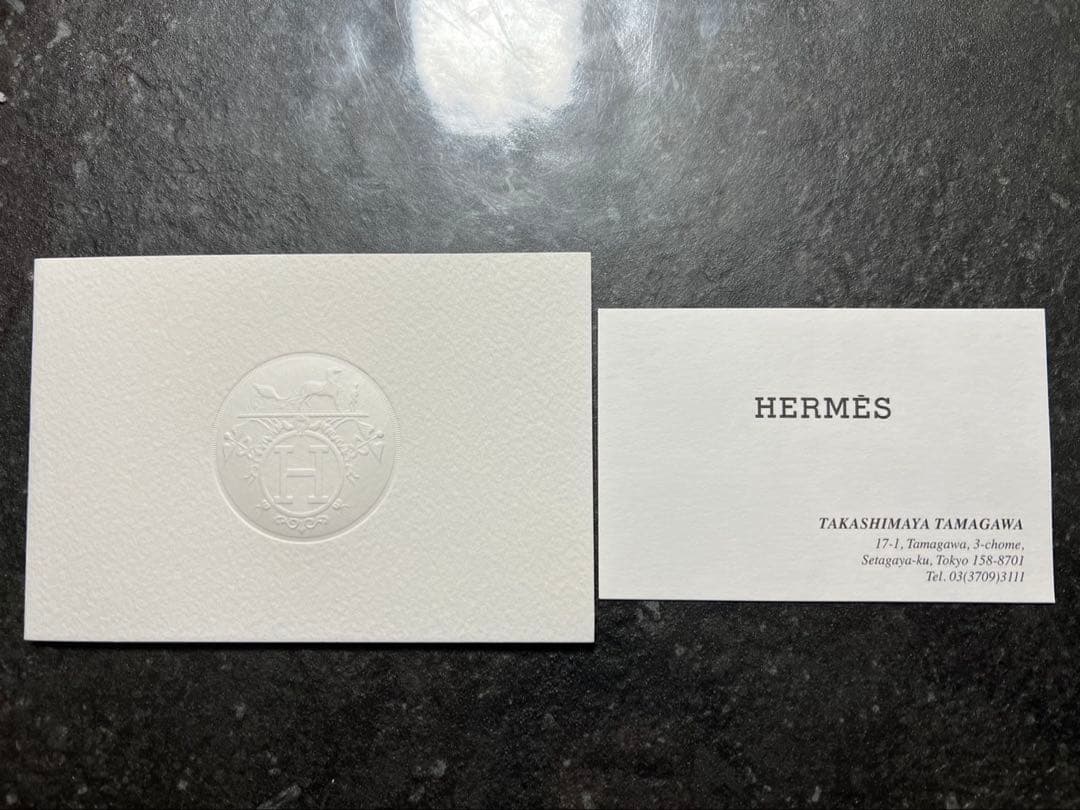 H
HERMÈS
TAKASHIMAYA TAMAGAWA
17-1, Tamagawa, 3-chome,
Setagaya-ku, Tokyo 158-8701
Tel. 03(3709)3111